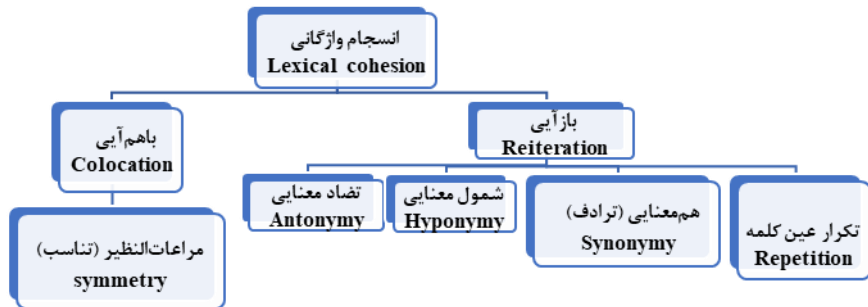 انسجام واژگانی
Lexical cohesion
بازآیی
Reiteration
باهم‌آیی
Colocation
تکرار عین کلمه
Repetition
هم‌معنایی (ترادف)
Synonymy
شمول معنایی
Hyponymy
تضاد معنایی
Antonymy
مراعات‌النظیر (تناسب)
symmetry